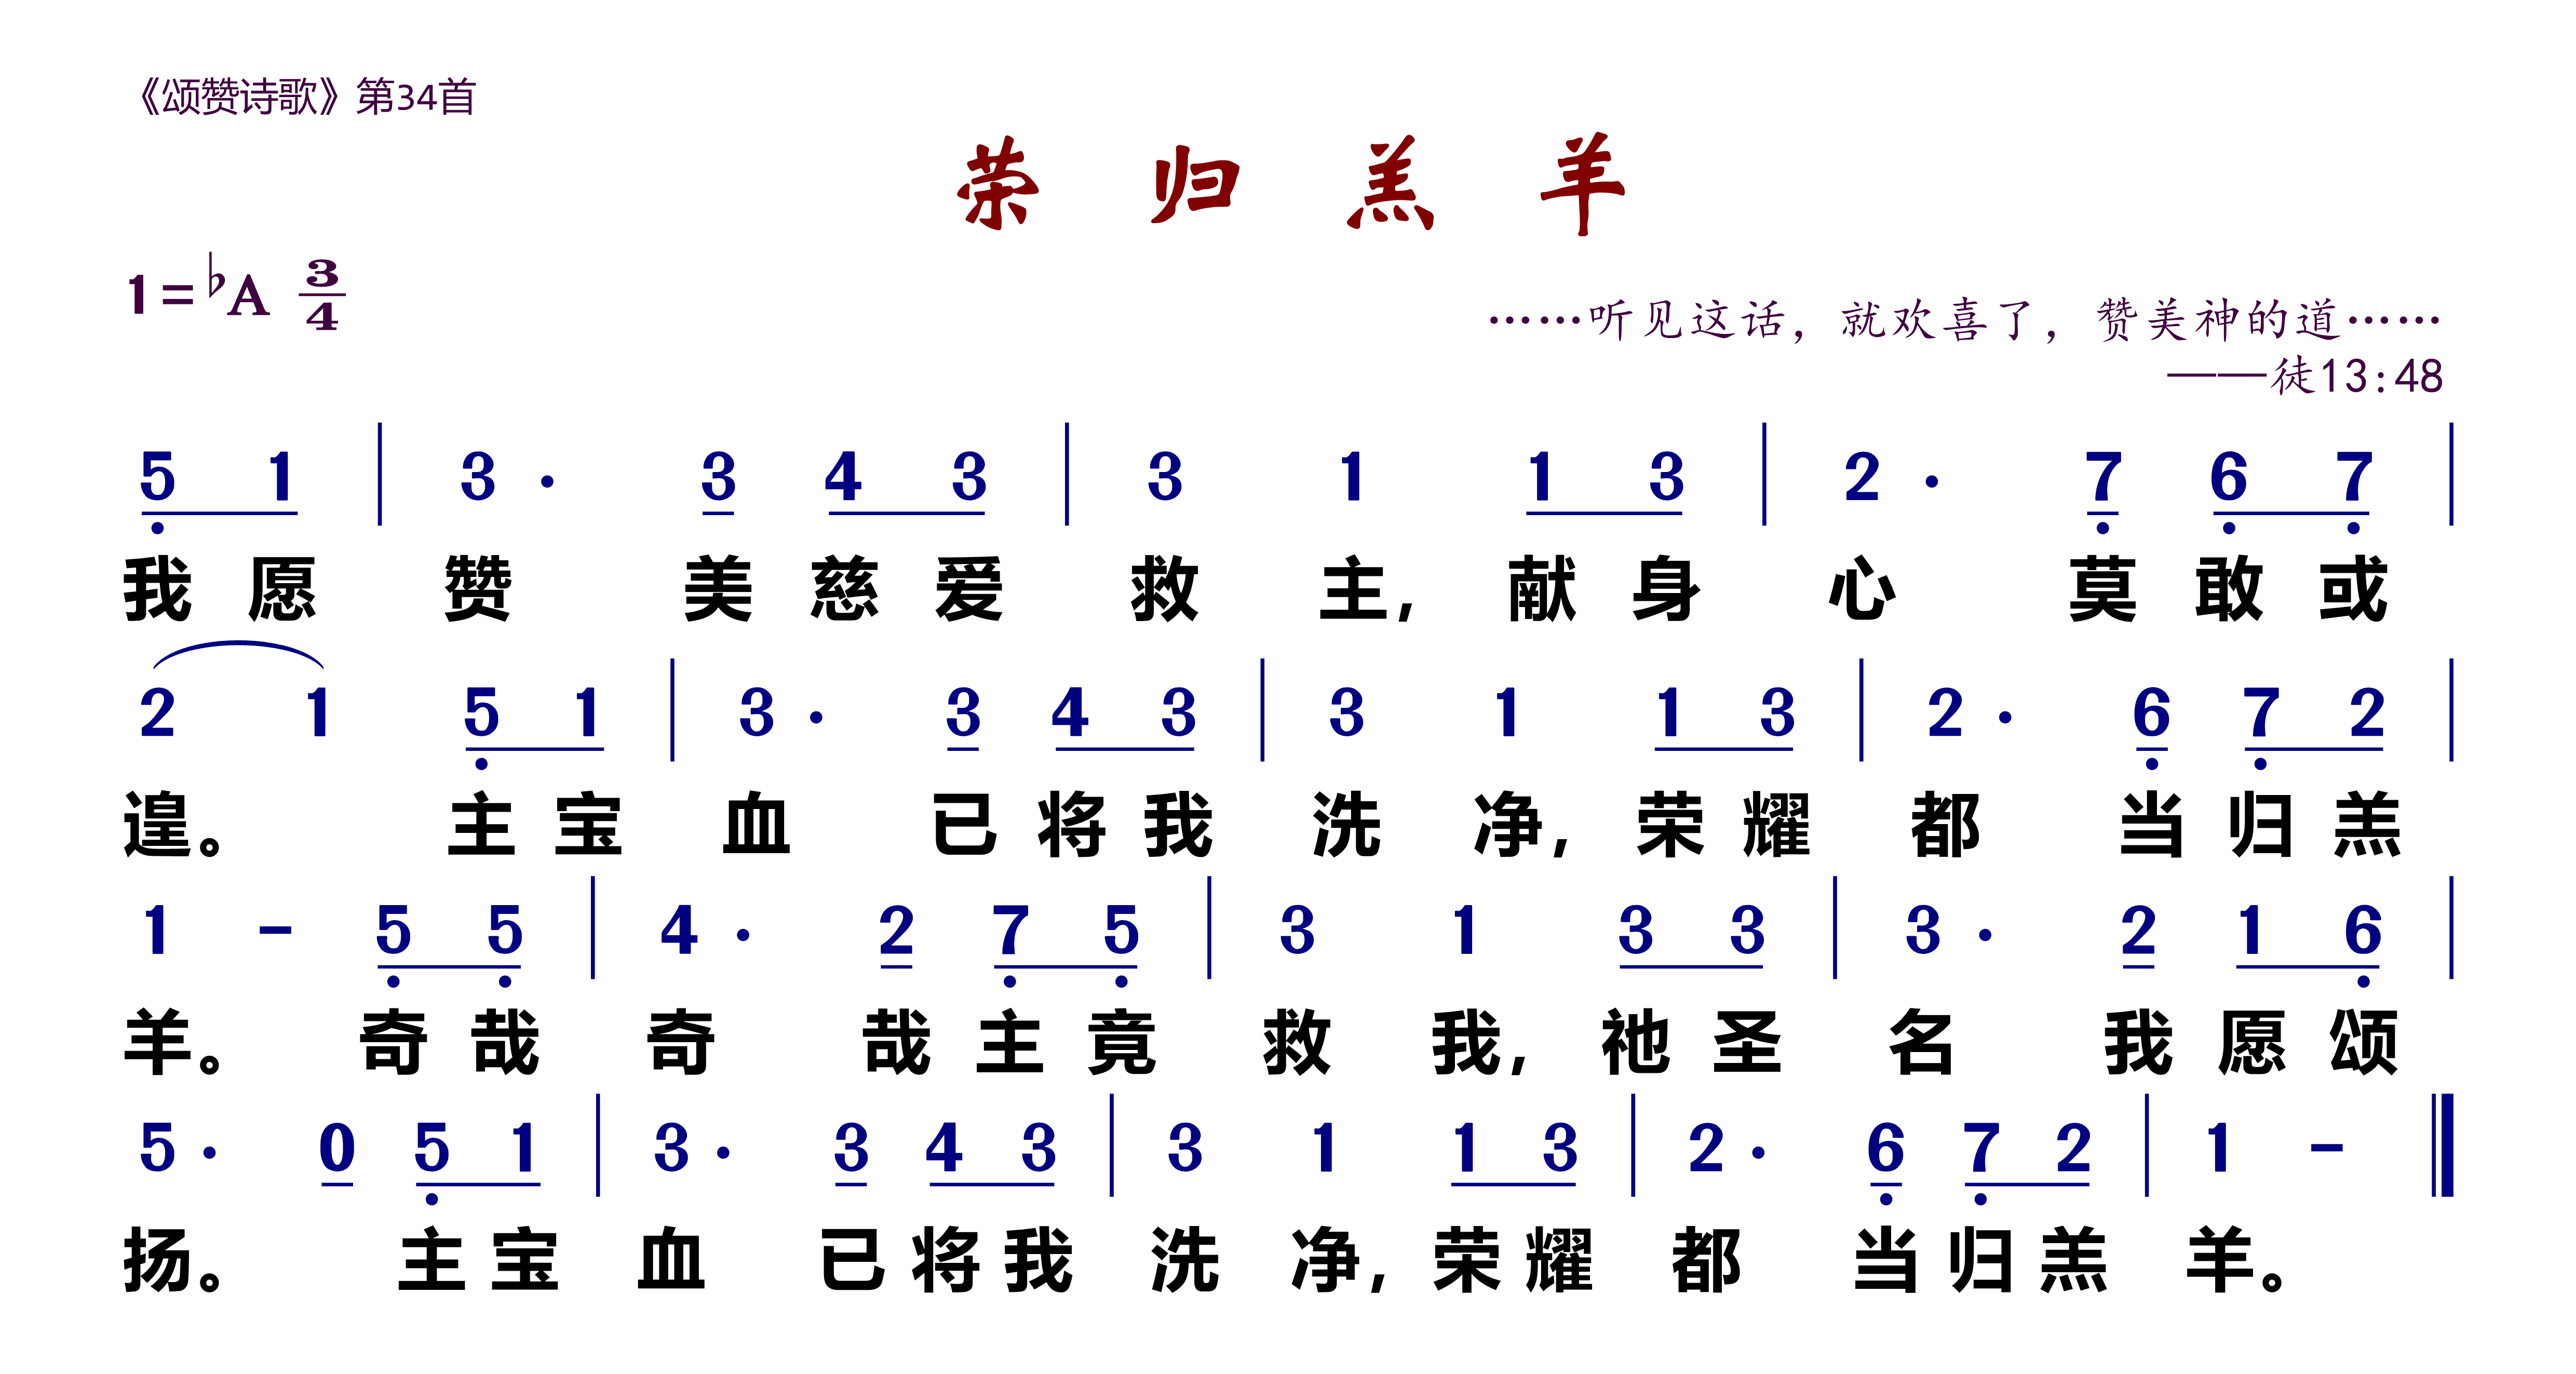 《颂赞诗歌》第34首
荣归羔羊
1=♭A 3/4
……听见这话，就欢喜了，赞美神的道……
——徒13:48
5̣ 1 | 3 · 3 4 3 | 3 1 1 3 | 2 · 7̣ 6̣ 7̣ |
我愿赞美慈爱救主，献身心莫敢或
2 1 5̣ 1 | 3 · 3 4 3 | 3 1 1 3 | 2 · 6̣ 7̣ 2 |
遑。主宝血已将我洗净，荣耀都当归羔
1 - 5̣ 5̣ | 4 · 2 7̣ 5̣ | 3 1 3 3 | 3 · 2 1 6̣ |
羊。奇哉奇哉主竟救我，祂圣名我愿颂
5 · 0 5̣ 1 | 3 · 3 4 3 | 3 1 1 3 | 2 · 6̣ 7̣ 2 | 1 - ‖
扬。主宝血已将我洗净，荣耀都当归羔羊。